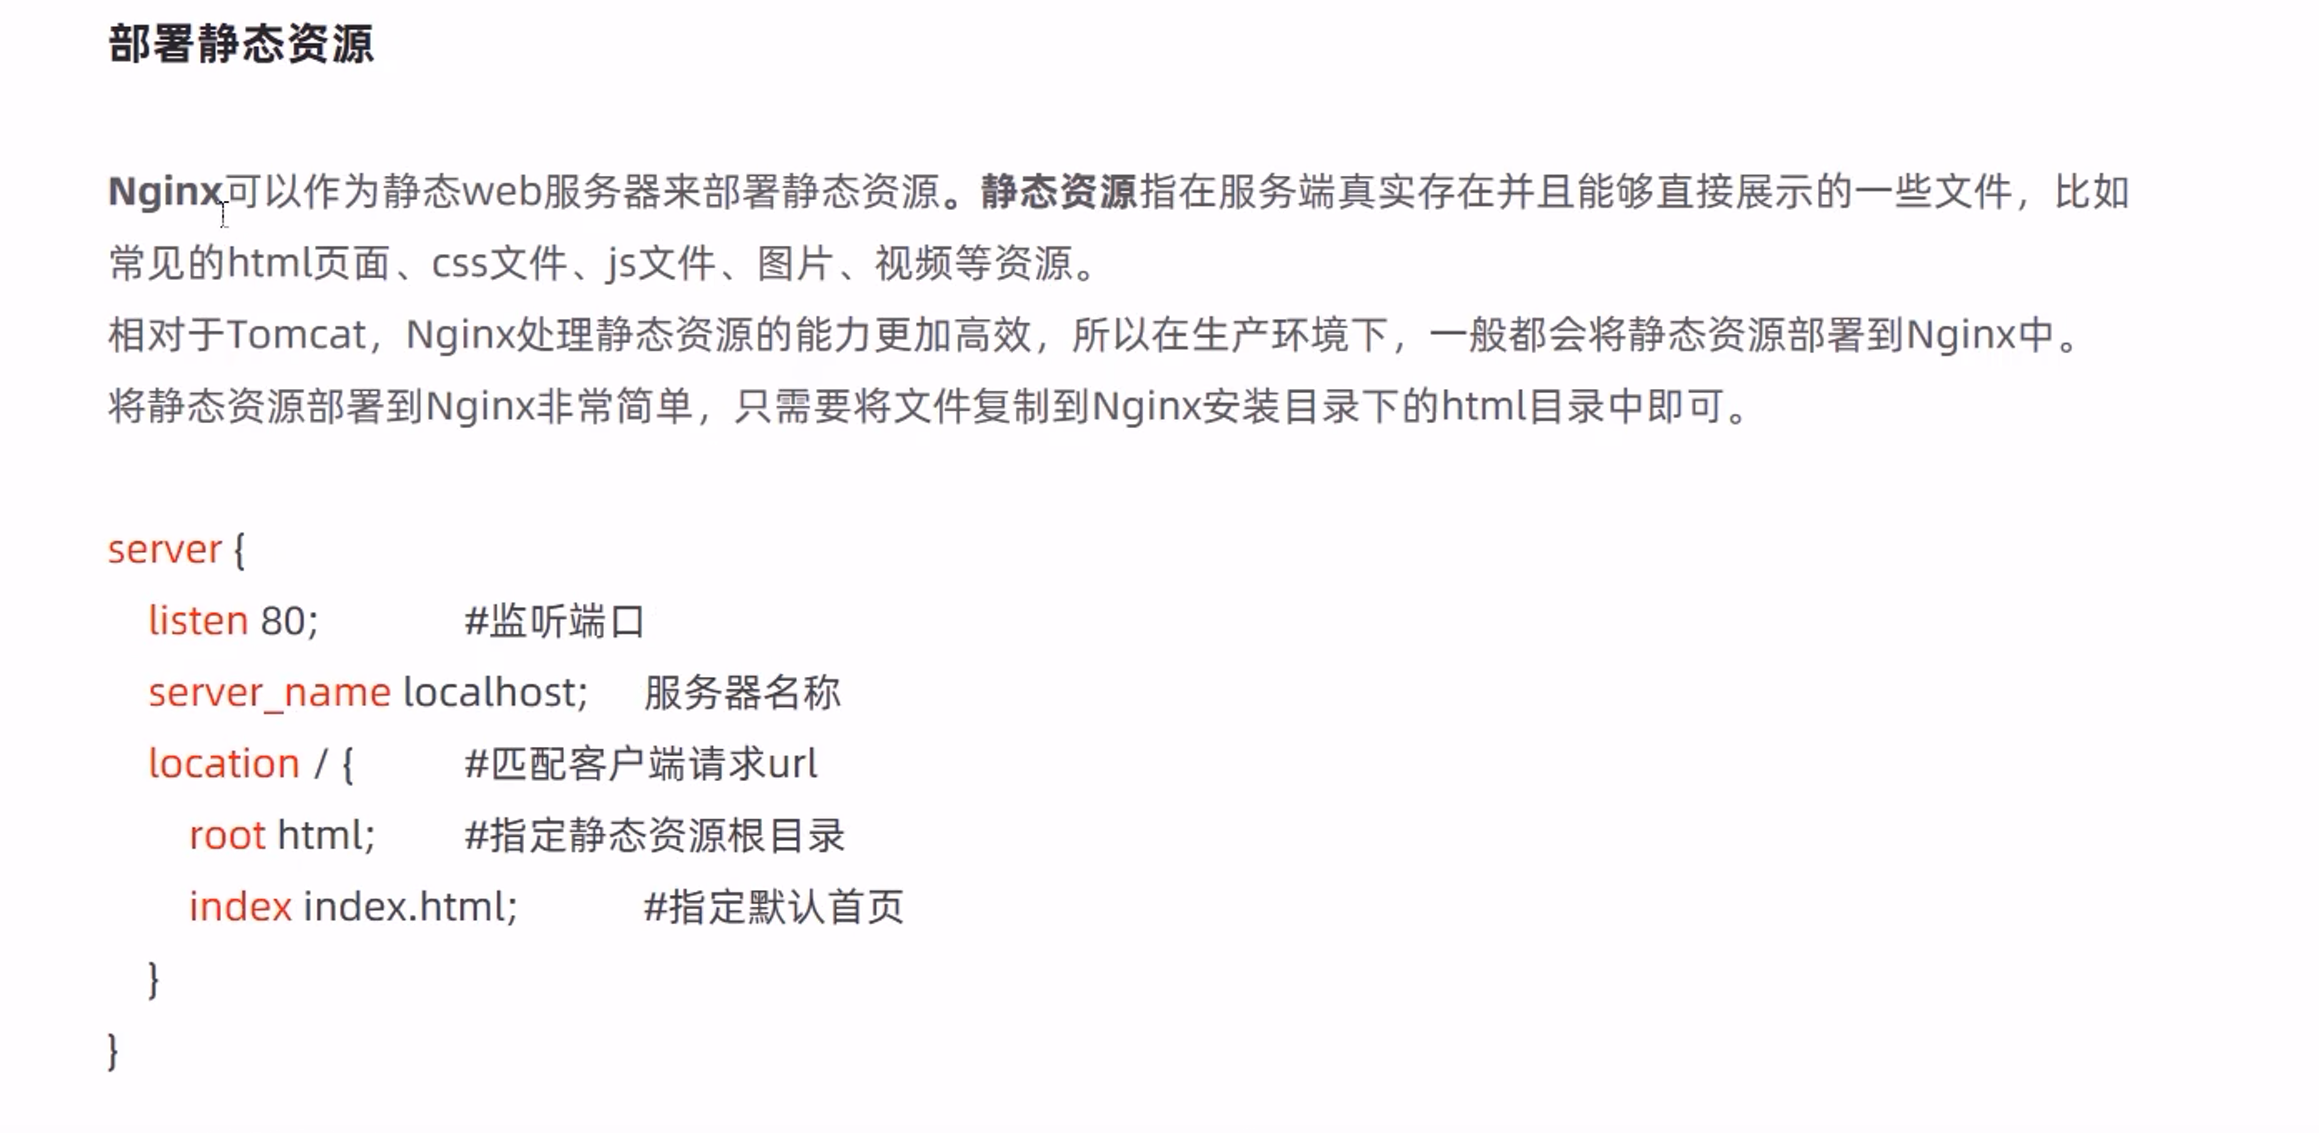 部署静态资源
Nginx可以作为静态web服务器来部署静态资源。静态资源指在服务端真实存在并且能够直接展示的一些文件，比如
常见的html页面、css文件、js文件、图片、视频等资源。
相对于Tomcat，Nginx处理静态资源的能力更加高效，所以在生产环境下，一般都会将静态资源部署到Nginx中。
将静态资源部署到Nginx非常简单，只需要将文件复制到Nginx安装目录下的html目录中即可。
server {
listen 80; #监听端口
server_name localhost; 服务器名称
location / { #匹配客户端请求url
root html; #指定静态资源根目录
index index.html; #指定默认首页
}
}